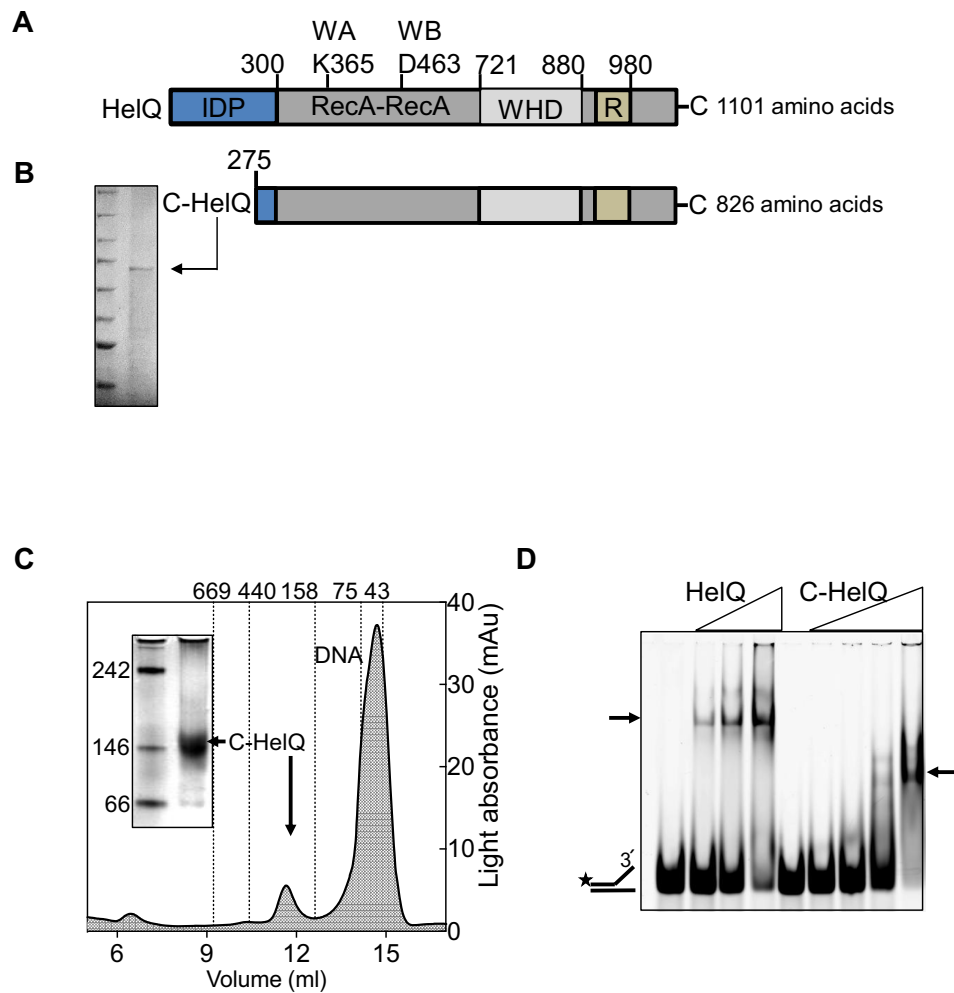 A
WA WB
300 K365 D463 721 880 980
HelQ IDP RecA-RecA WHD R C 1101 amino acids
275
B
C-HelQ C 826 amino acids
C
669 440 158 75 43
40
DNA
242
30
C-HelQ
146
20
66
10
0
6 9 12 15
Volume (ml)
Light absorbance (mAu)
D
HelQ C-HelQ
3´